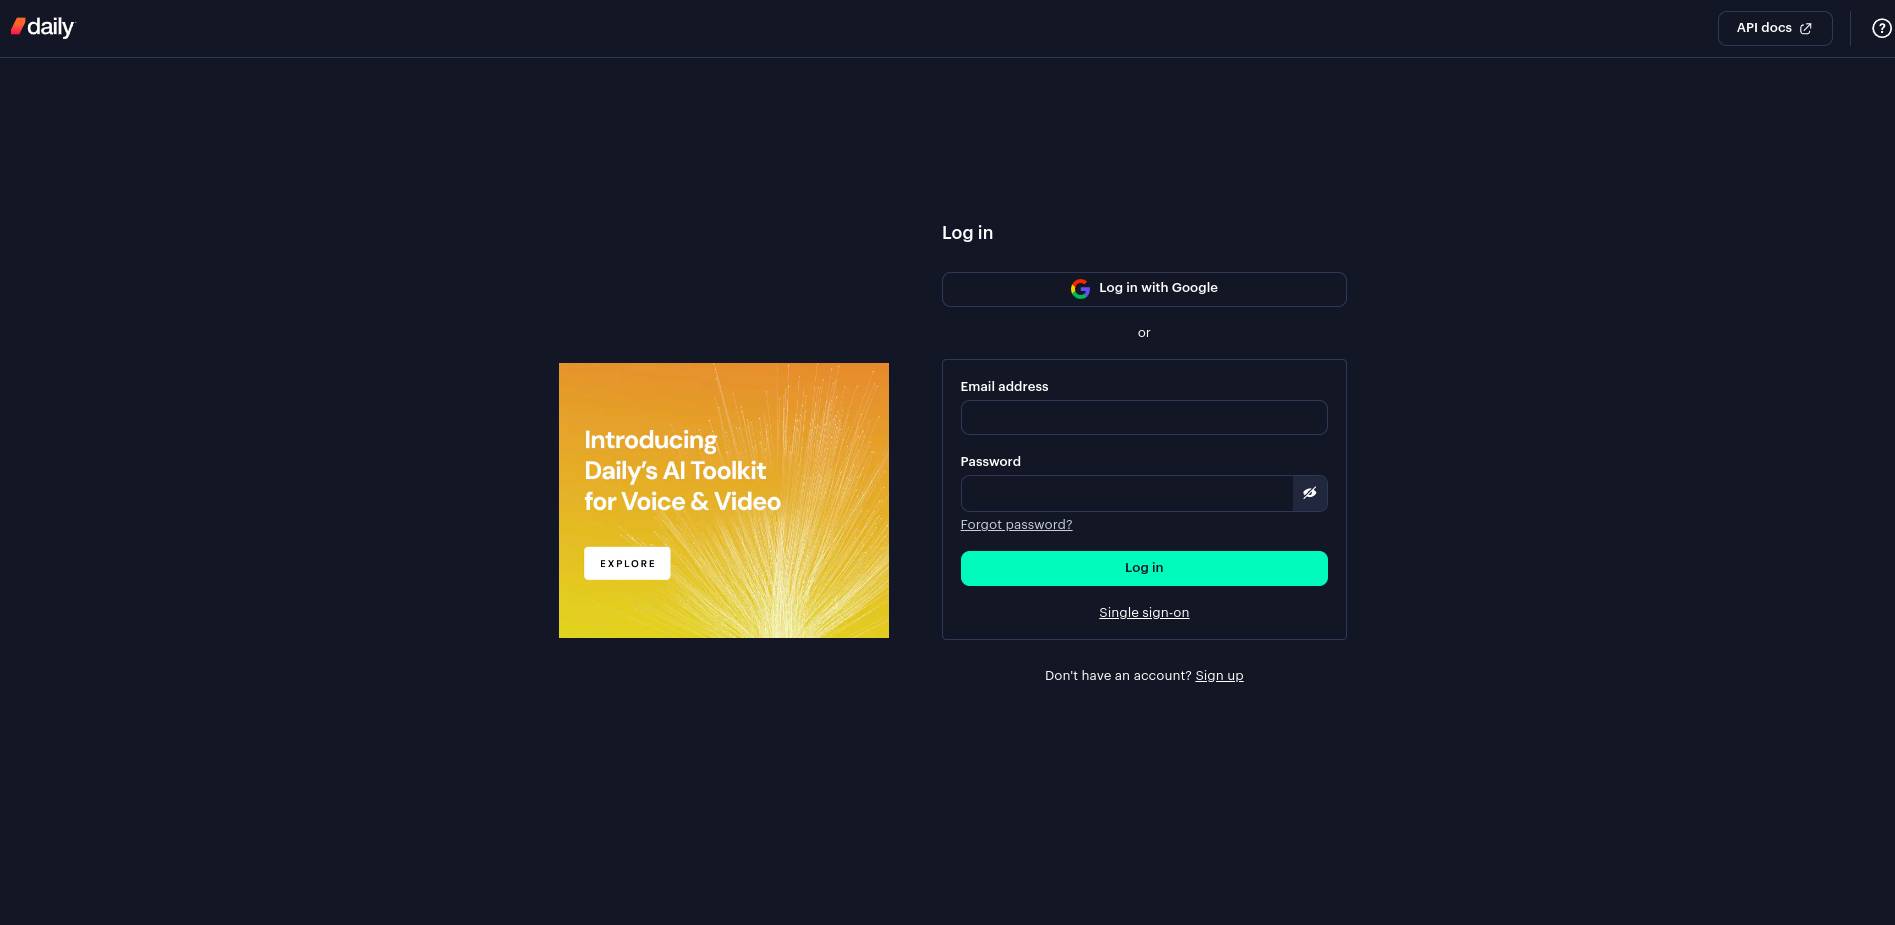 daily
API docs
Log in
Log in with Google
or
Email address
Password
Forgot password?
Log in
Single sign-on
Don't have an account? Sign up
Introducing
Daily’s AI Toolkit
for Voice & Video
EXPLORE